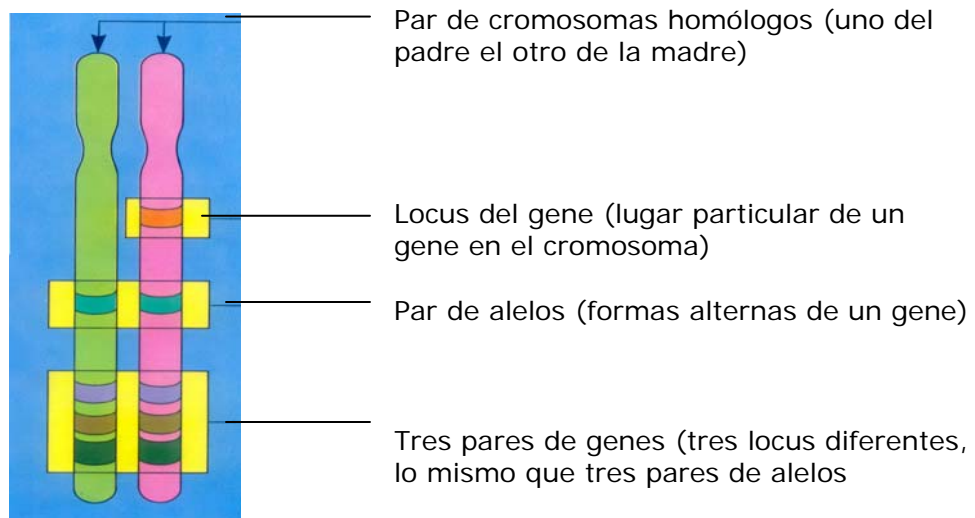 Par de cromosomas homólogos (uno del
padre el otro de la madre)
Locus del gene (lugar particular de un
gene en el cromosoma)
Par de alelos (formas alternas de un gene)
Tres pares de genes (tres locus diferentes,
lo mismo que tres pares de alelos